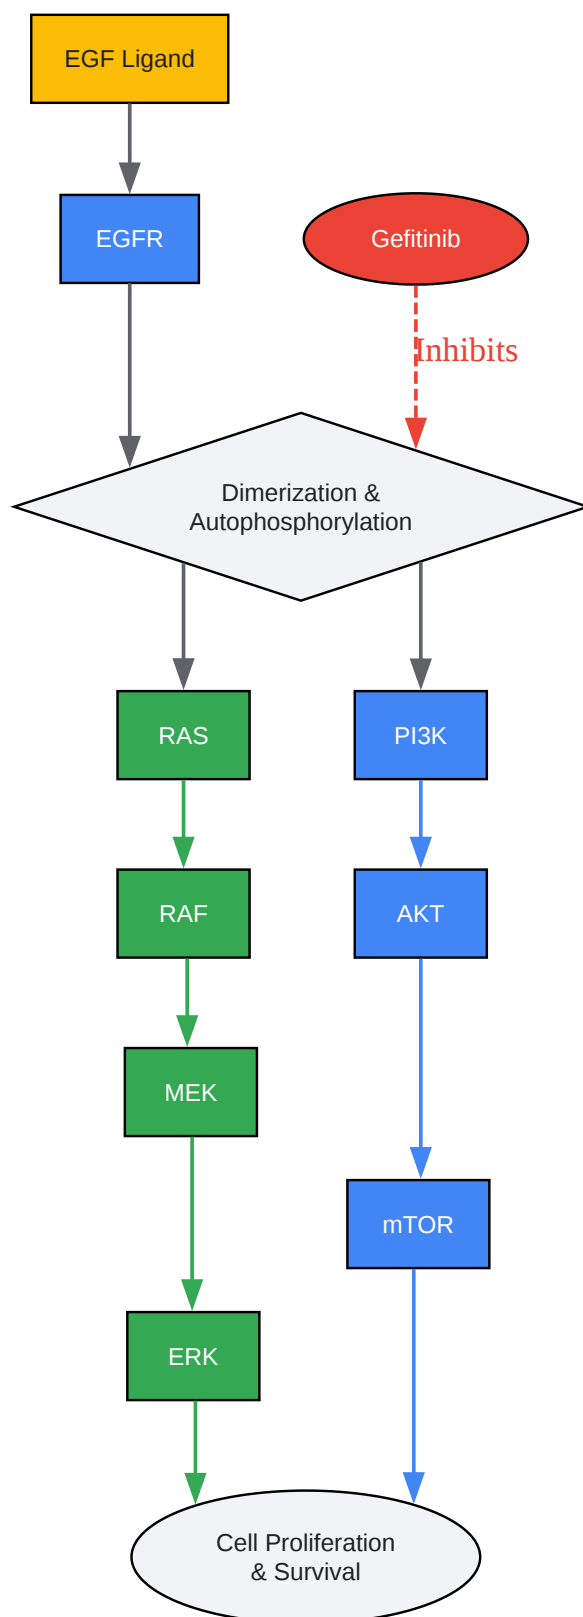 EGF Ligand
EGFR
Gefitinib
Inhibits
Dimerization &
Autophosphorylation
RAS
PI3K
RAF
AKT
MEK
mTOR
ERK
Cell Proliferation
& Survival